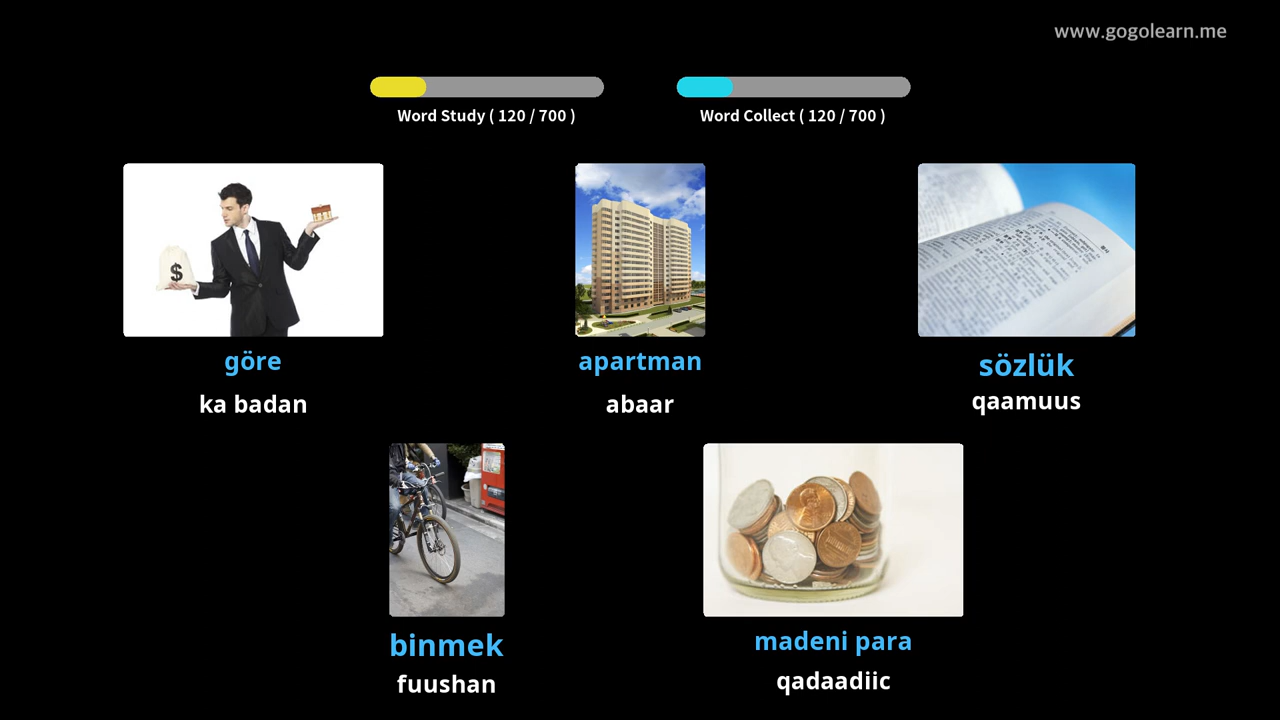 www.gogolearn.me
Word Study ( 120 / 700 )
Word Collect ( 120 / 700 )
göre
ka badan
apartman
abaar
sözlük
qaamuus
binmek
fuushan
madeni para
qadaadiic